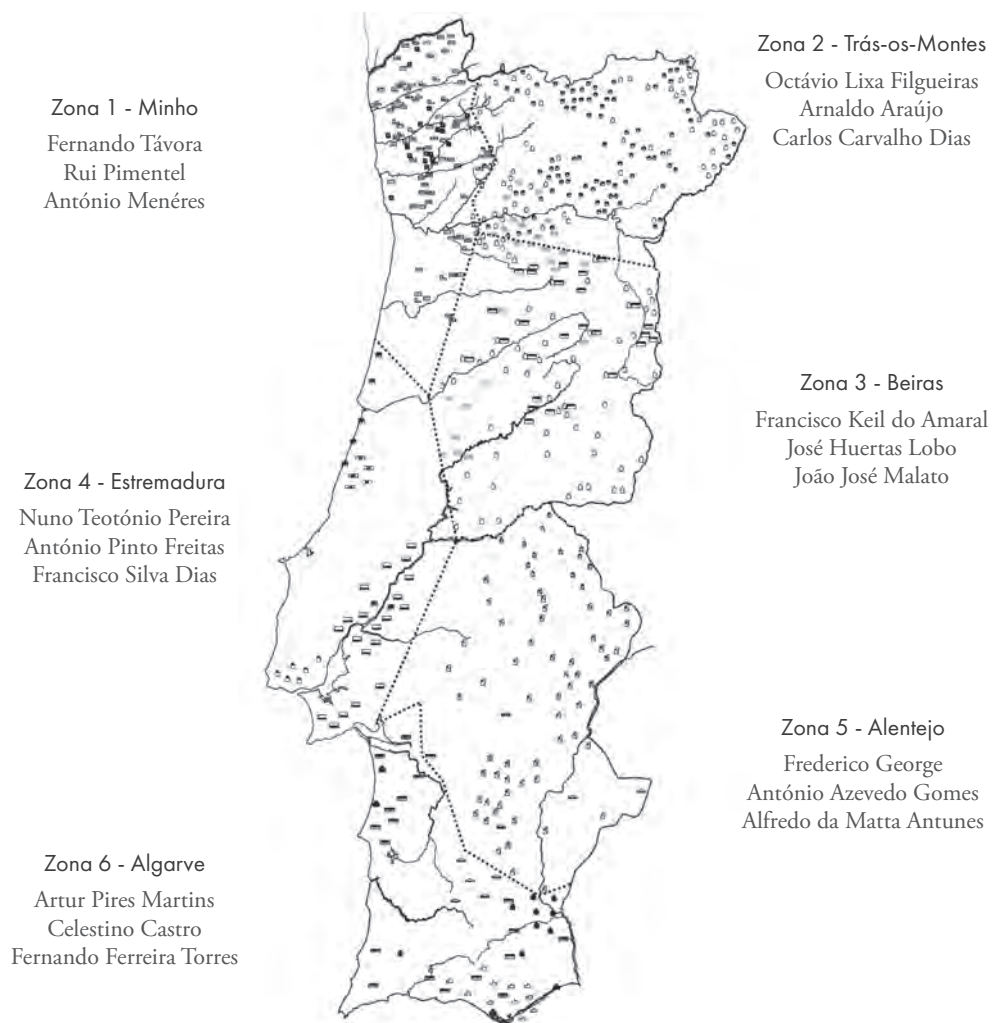 Zona 1 - Minho
Fernando Távora
Rui Pimentel
António Menéres
Zona 2 - Trás-os-Montes
Octávio Lixa Filgueiras
Arnaldo Araújo
Carlos Carvalho Dias
Zona 3 - Beiras
Francisco Keil do Amaral
José Huertas Lobo
João José Malato
Zona 4 - Estremadura
Nuno Teotónio Pereira
António Pinto Freitas
Francisco Silva Dias
Zona 5 - Alentejo
Frederico George
António Azevedo Gomes
Alfredo da Matta Antunes
Zona 6 - Algarve
Artur Pires Martins
Celestino Castro
Fernando Ferreira Torres